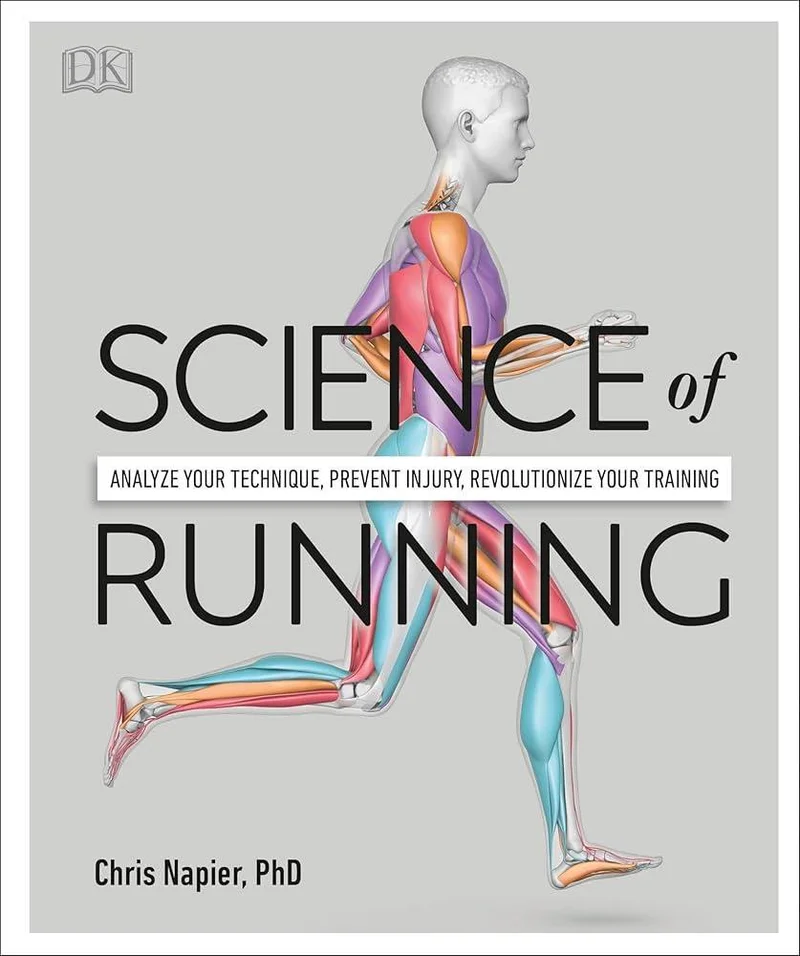 DK
SCIENCE of
ANALYZE YOUR TECHNIQUE, PREVENT INJURY, REVOLUTIONIZE YOUR TRAINING
RUNNING
Chris Napier, PhD